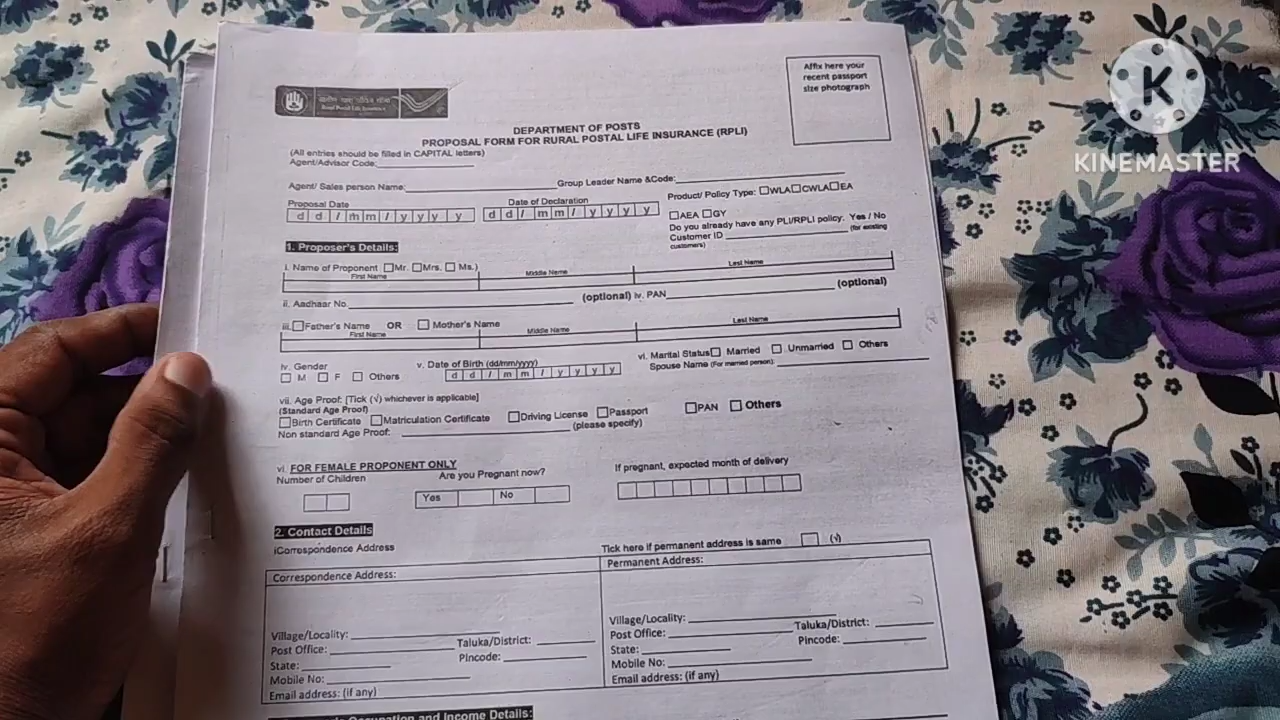 Affix here your
recent passport
size photograph
Rural Postal Life Insurance
DEPARTMENT OF POSTS
PROPOSAL FORM FOR RURAL POSTAL LIFE INSURANCE (RPLI)
(All entries should be filled in CAPITAL letters)
Agent/Advisor Code:
Agent/ Sales person Name: Group Leader Name &Code:
Proposal Date Date of Declaration Product/ Policy Type: WLA CWLA EA
d d / m m / y y y y d d / m m / y y y y AEA GY
Do you already have any PLI/RPLI policy. Yes / No
Customer ID (for existing
customers)
1. Proposer's Details:
i. Name of Proponent Mr. Mrs. Ms.)
First Name Middle Name Last Name
ii. Aadhaar No. (optional) iv. PAN (optional)
iii. Father's Name OR Mother's Name
First Name Middle Name Last Name
iv. Gender v. Date of Birth (dd/mm/yyyy) vi. Marital Status Married Unmarried Others
M F Others d d / m m / y y y y Spouse Name (For married person):
vii. Age Proof: [Tick (√) whichever is applicable]
(Standard Age Proof)
Birth Certificate Matriculation Certificate Driving License Passport PAN Others
Non standard Age Proof: (please specify)
vi. FOR FEMALE PROPONENT ONLY
Number of Children Are you Pregnant now? If pregnant, expected month of delivery
Yes No
2. Contact Details
iCorrespondence Address Tick here if permanent address is same (√)
Correspondence Address: Permanent Address:
Village/Locality: Village/Locality:
Post Office: Taluka/District: Post Office: Taluka/District:
State: Pincode: State: Pincode:
Mobile No: Mobile No:
Email address: (if any) Email address: (if any)
Occupation and Income Details:
K
KINEMASTER